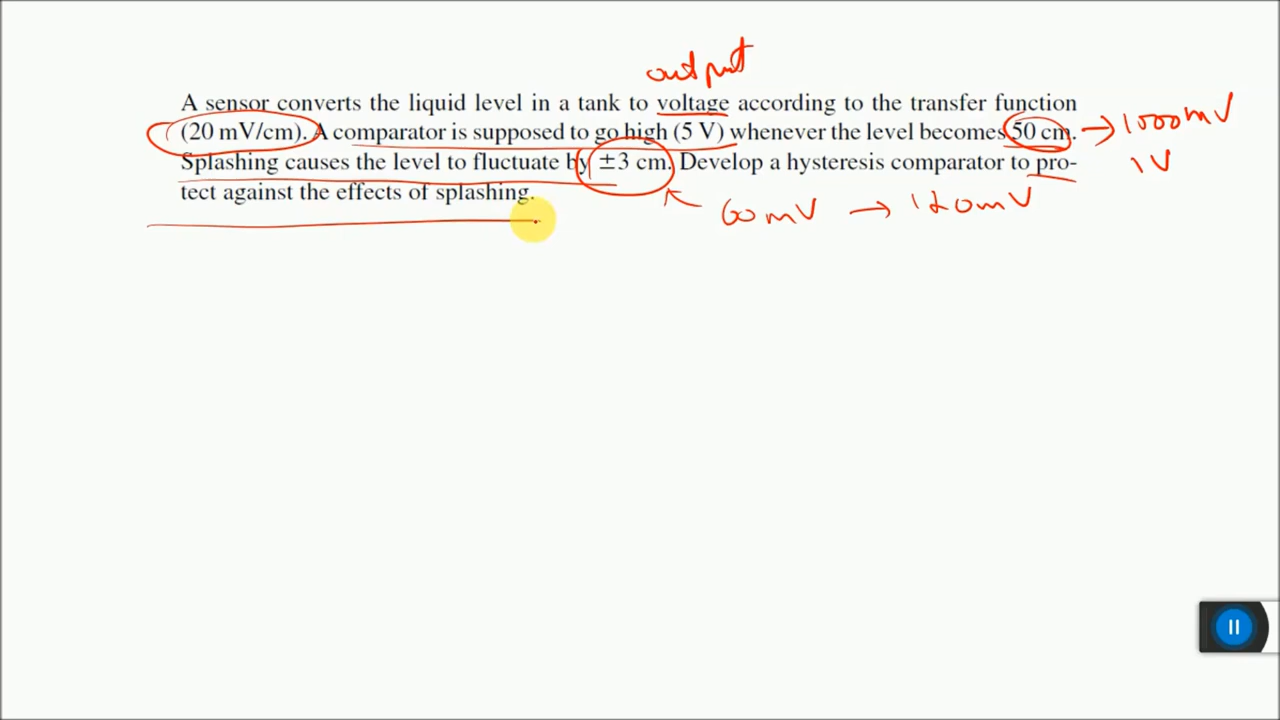 output
A sensor converts the liquid level in a tank to voltage according to the transfer function
(20 mV/cm). A comparator is supposed to go high (5 V) whenever the level becomes 50 cm. → 1000mV
Splashing causes the level to fluctuate by ±3 cm. Develop a hysteresis comparator to pro- 1V
tect against the effects of splashing. 60mV → 120mV